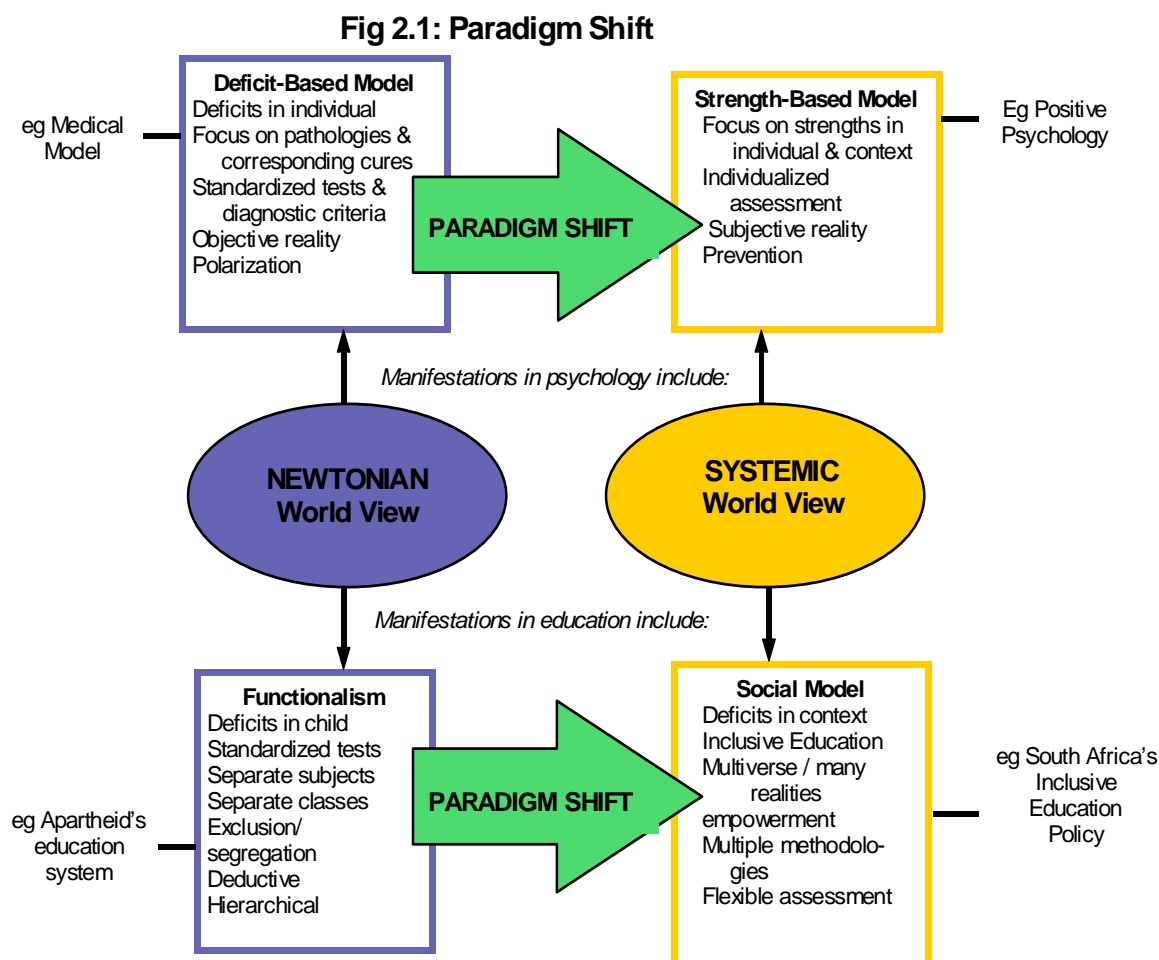 Fig 2.1: Paradigm Shift
eg Medical
Model
Deficit-Based Model
Deficits in individual
Focus on pathologies &
corresponding cures
Standardized tests &
diagnostic criteria
Objective reality
Polarization
PARADIGM SHIFT
Strength-Based Model
Focus on strengths in
individual & context
Individualized
assessment
Subjective reality
Prevention
Eg Positive
Psychology
Manifestations in psychology include:
NEWTONIAN
World View
SYSTEMIC
World View
Manifestations in education include:
eg Apartheid's
education
system
Functionalism
Deficits in child
Standardized tests
Separate subjects
Separate classes
Exclusion/
segregation
Deductive
Hierarchical
PARADIGM SHIFT
Social Model
Deficits in context
Inclusive Education
Multiverse / many
realities
empowerment
Multiple methodolo-
gies
Flexible assessment
eg South Africa's
Inclusive
Education
Policy